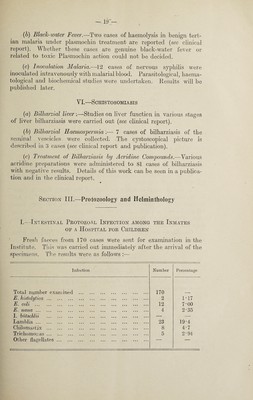 — 19 —
(b) Black-water Fever.—Two cases of haemolysis in benign tert-
ian malaria under plasmochin treatment are reported (see clinical
report). Whether these cases are genuine black-water fever or
related to toxic Plasmochin action could not be decided.
(c) Inoculation Malaria.—12 cases of nervous syphilis were
inoculated intravenously with malarial blood. Parasitological, haema-
tological and biochemical studies were undertaken. Results will be
published later.
VI.—Schistosomiasis
(a) Bilharzial liver:—Studies on liver function in various stages
of liver bilharziasis were carried out (see clinical report).
(b) Bilharzial Haemospermia:— 7 cases of bilharziasis of the
seminal vesicles were collected. The cystoscopical picture is
described in 3 cases (see clinical report and publication).
(c) Treatment of Bilharziasis by Acridine Compounds.—Various
acridine preparations were administered to 81 cases of bilharziasis
with negative results. Details of this work can be seen in a publica-
tion and in the clinical report.
Section III.—Protozoology and Helminthology
I.—Intestinal Protozoal Infection among the Inmates
of a Hospital for Children
Fresh faeces from 170 cases were sent for examination in the
Institute. This was carried out immediately after the arrival of the
specimens. The results were as follows:—
Infection Number Percentage
Total number examined ... 170 —
E. histolytica ... 2 1·17
E. coli ... 12 7·00
E. nana ... 4 2·35
I. butschlii ... — —
Lamblia ... 33 19·4
Chilomastix ... 8 4·7
Trichomonas ... 5 2·94
Other flagellates ... — —